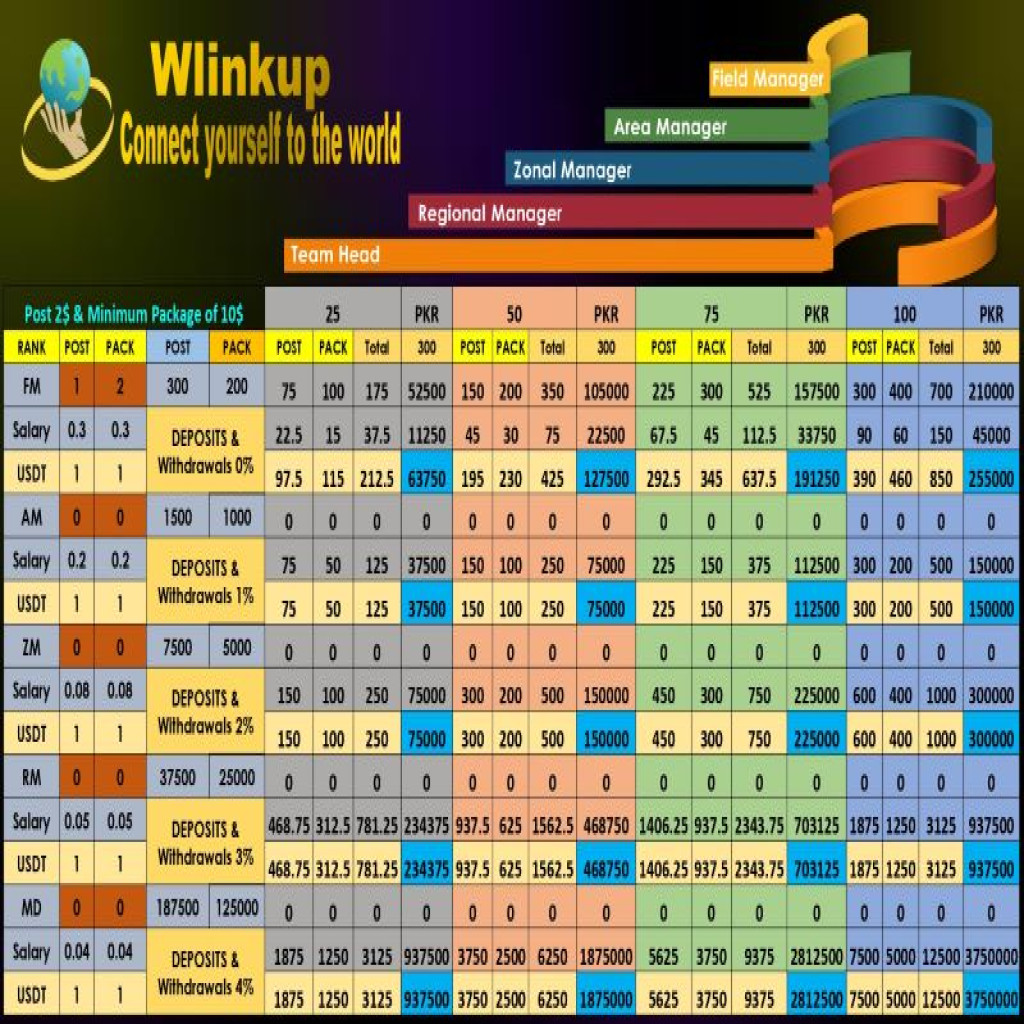 Wlinkup
Connect yourself to the world
Field Manager
Area Manager
Zonal Manager
Regional Manager
Team Head
Post 2$ & Minimum Package of 10$ 25 PKR 50 PKR 75 PKR 100 PKR
RANK POST PACK POST PACK POST PACK Total 300 POST PACK Total 300 POST PACK Total 300 POST PACK Total 300
FM 1 2 300 200 75 100 175 52500 150 200 350 105000 225 300 525 157500 300 400 700 210000
Salary 0.3 0.3 DEPOSITS & 22.5 15 37.5 11250 45 30 75 22500 67.5 45 112.5 33750 90 60 150 45000
USDT 1 1 Withdrawals 0% 97.5 115 212.5 63750 195 230 425 127500 292.5 345 637.5 191250 390 460 850 255000
AM 0 0 1500 1000 0 0 0 0 0 0 0 0 0 0 0 0 0 0 0 0
Salary 0.2 0.2 DEPOSITS & 75 50 125 37500 150 100 250 75000 225 150 375 112500 300 200 500 150000
USDT 1 1 Withdrawals 1% 75 50 125 37500 150 100 250 75000 225 150 375 112500 300 200 500 150000
ZM 0 0 7500 5000 0 0 0 0 0 0 0 0 0 0 0 0 0 0 0 0
Salary 0.08 0.08 DEPOSITS & 150 100 250 75000 300 200 500 150000 450 300 750 225000 600 400 1000 300000
USDT 1 1 Withdrawals 2% 150 100 250 75000 300 200 500 150000 450 300 750 225000 600 400 1000 300000
RM 0 0 37500 25000 0 0 0 0 0 0 0 0 0 0 0 0 0 0 0 0
Salary 0.05 0.05 DEPOSITS & 468.75 312.5 781.25 234375 937.5 625 1562.5 468750 1406.25 937.5 2343.75 703125 1875 1250 3125 937500
USDT 1 1 Withdrawals 3% 468.75 312.5 781.25 234375 937.5 625 1562.5 468750 1406.25 937.5 2343.75 703125 1875 1250 3125 937500
MD 0 0 187500 125000 0 0 0 0 0 0 0 0 0 0 0 0 0 0 0 0
Salary 0.04 0.04 DEPOSITS & 1875 1250 3125 937500 3750 2500 6250 1875000 5625 3750 9375 2812500 7500 5000 12500 3750000
USDT 1 1 Withdrawals 4% 1875 1250 3125 937500 3750 2500 6250 1875000 5625 3750 9375 2812500 7500 5000 12500 3750000